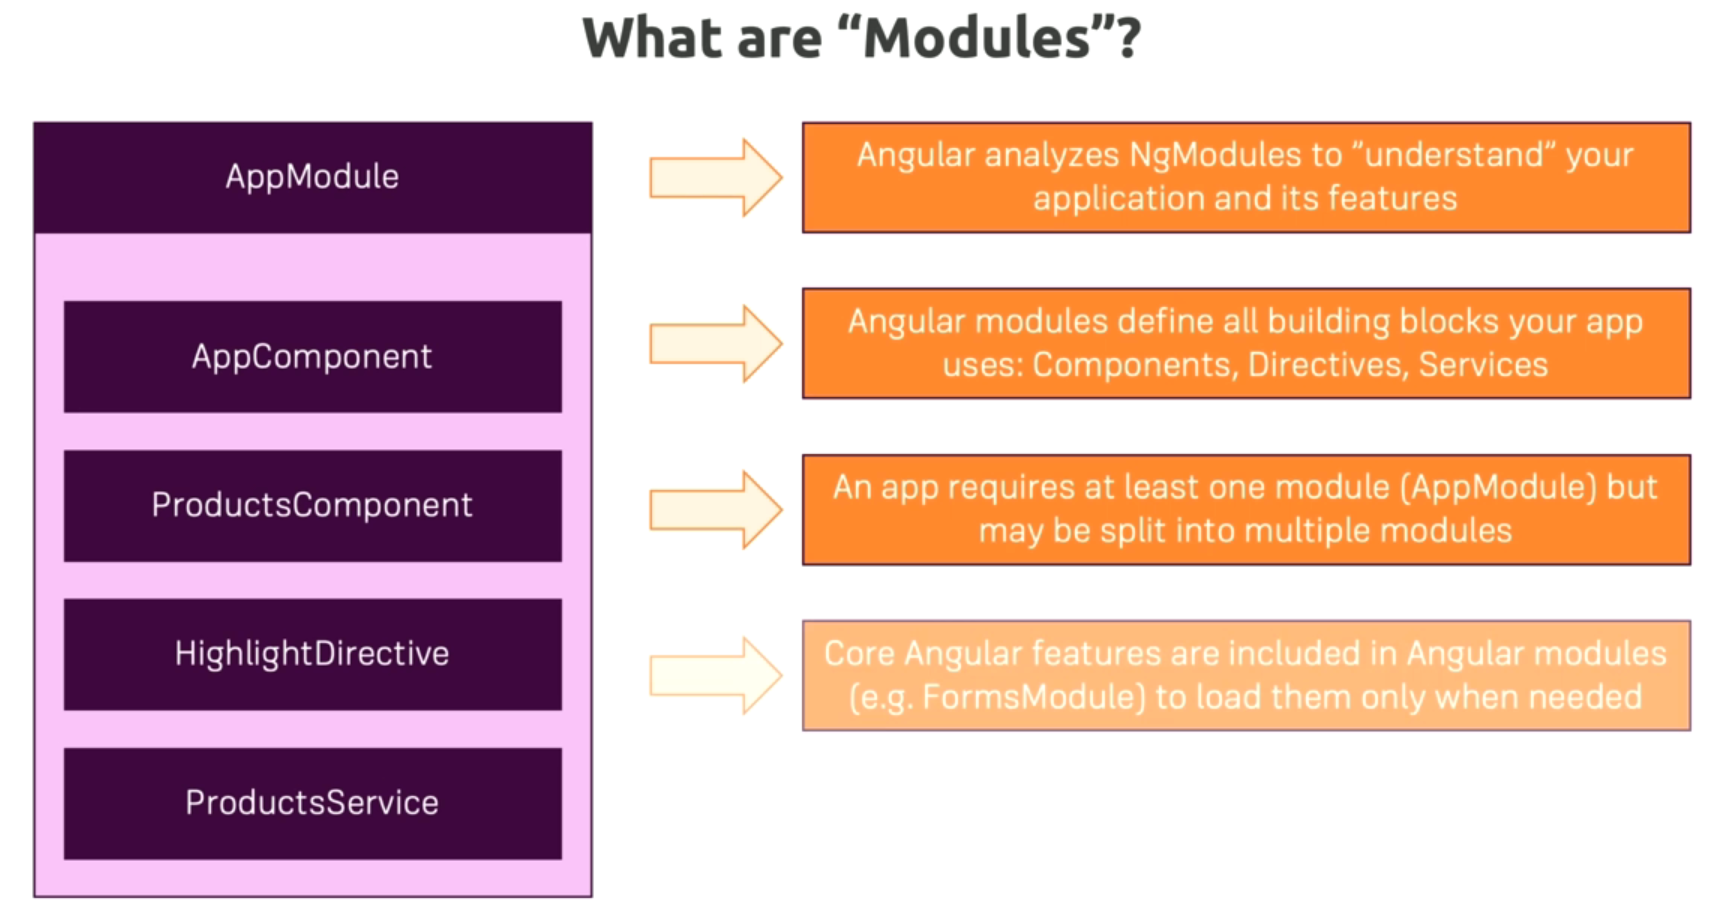 What are “Modules”?
AppModule
AppComponent
ProductsComponent
HighlightDirective
ProductsService
Angular analyzes NgModules to ”understand“ your
application and its features
Angular modules define all building blocks your app
uses: Components, Directives, Services
An app requires at least one module (AppModule) but
may be split into multiple modules
Core Angular features are included in Angular modules
(e.g. FormsModule) to load them only when needed